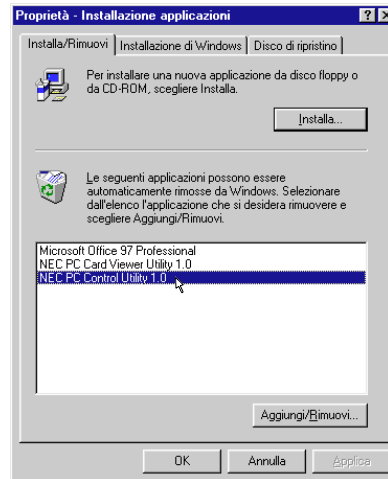 Proprietà - Installazione applicazioni
Installa/Rimuovi Installazione di Windows Disco di ripristino
Per installare una nuova applicazione da disco floppy o
da CD-ROM, scegliere Installa.
Installa...
Le seguenti applicazioni possono essere
automaticamente rimosse da Windows. Selezionare
dall'elenco l'applicazione che si desidera rimuovere e
scegliere Aggiungi/Rimuovi.
Microsoft Office 97 Professional
NEC PC Card Viewer Utility 1.0
NEC PC Control Utility 1.0
Aggiungi/Rimuovi...
OK Annulla Applica